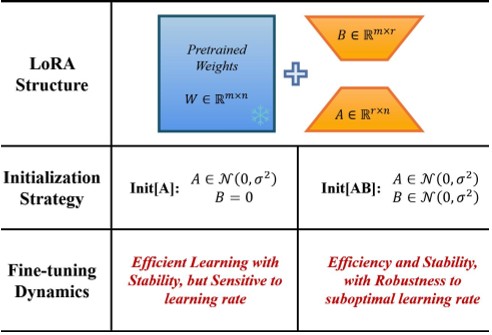 LoRA
Structure
Pretrained
Weights
W ∈ ℝ^{m×n}
B ∈ ℝ^{m×r}
A ∈ ℝ^{r×n}
Initialization
Strategy
Init[A]: A ∈ 𝒩(0, σ²)
B = 0
Init[AB]: A ∈ 𝒩(0, σ²)
B ∈ 𝒩(0, σ²)
Fine-tuning
Dynamics
Efficient Learning with
Stability, but Sensitive to
learning rate
Efficiency and Stability,
with Robustness to
suboptimal learning rate